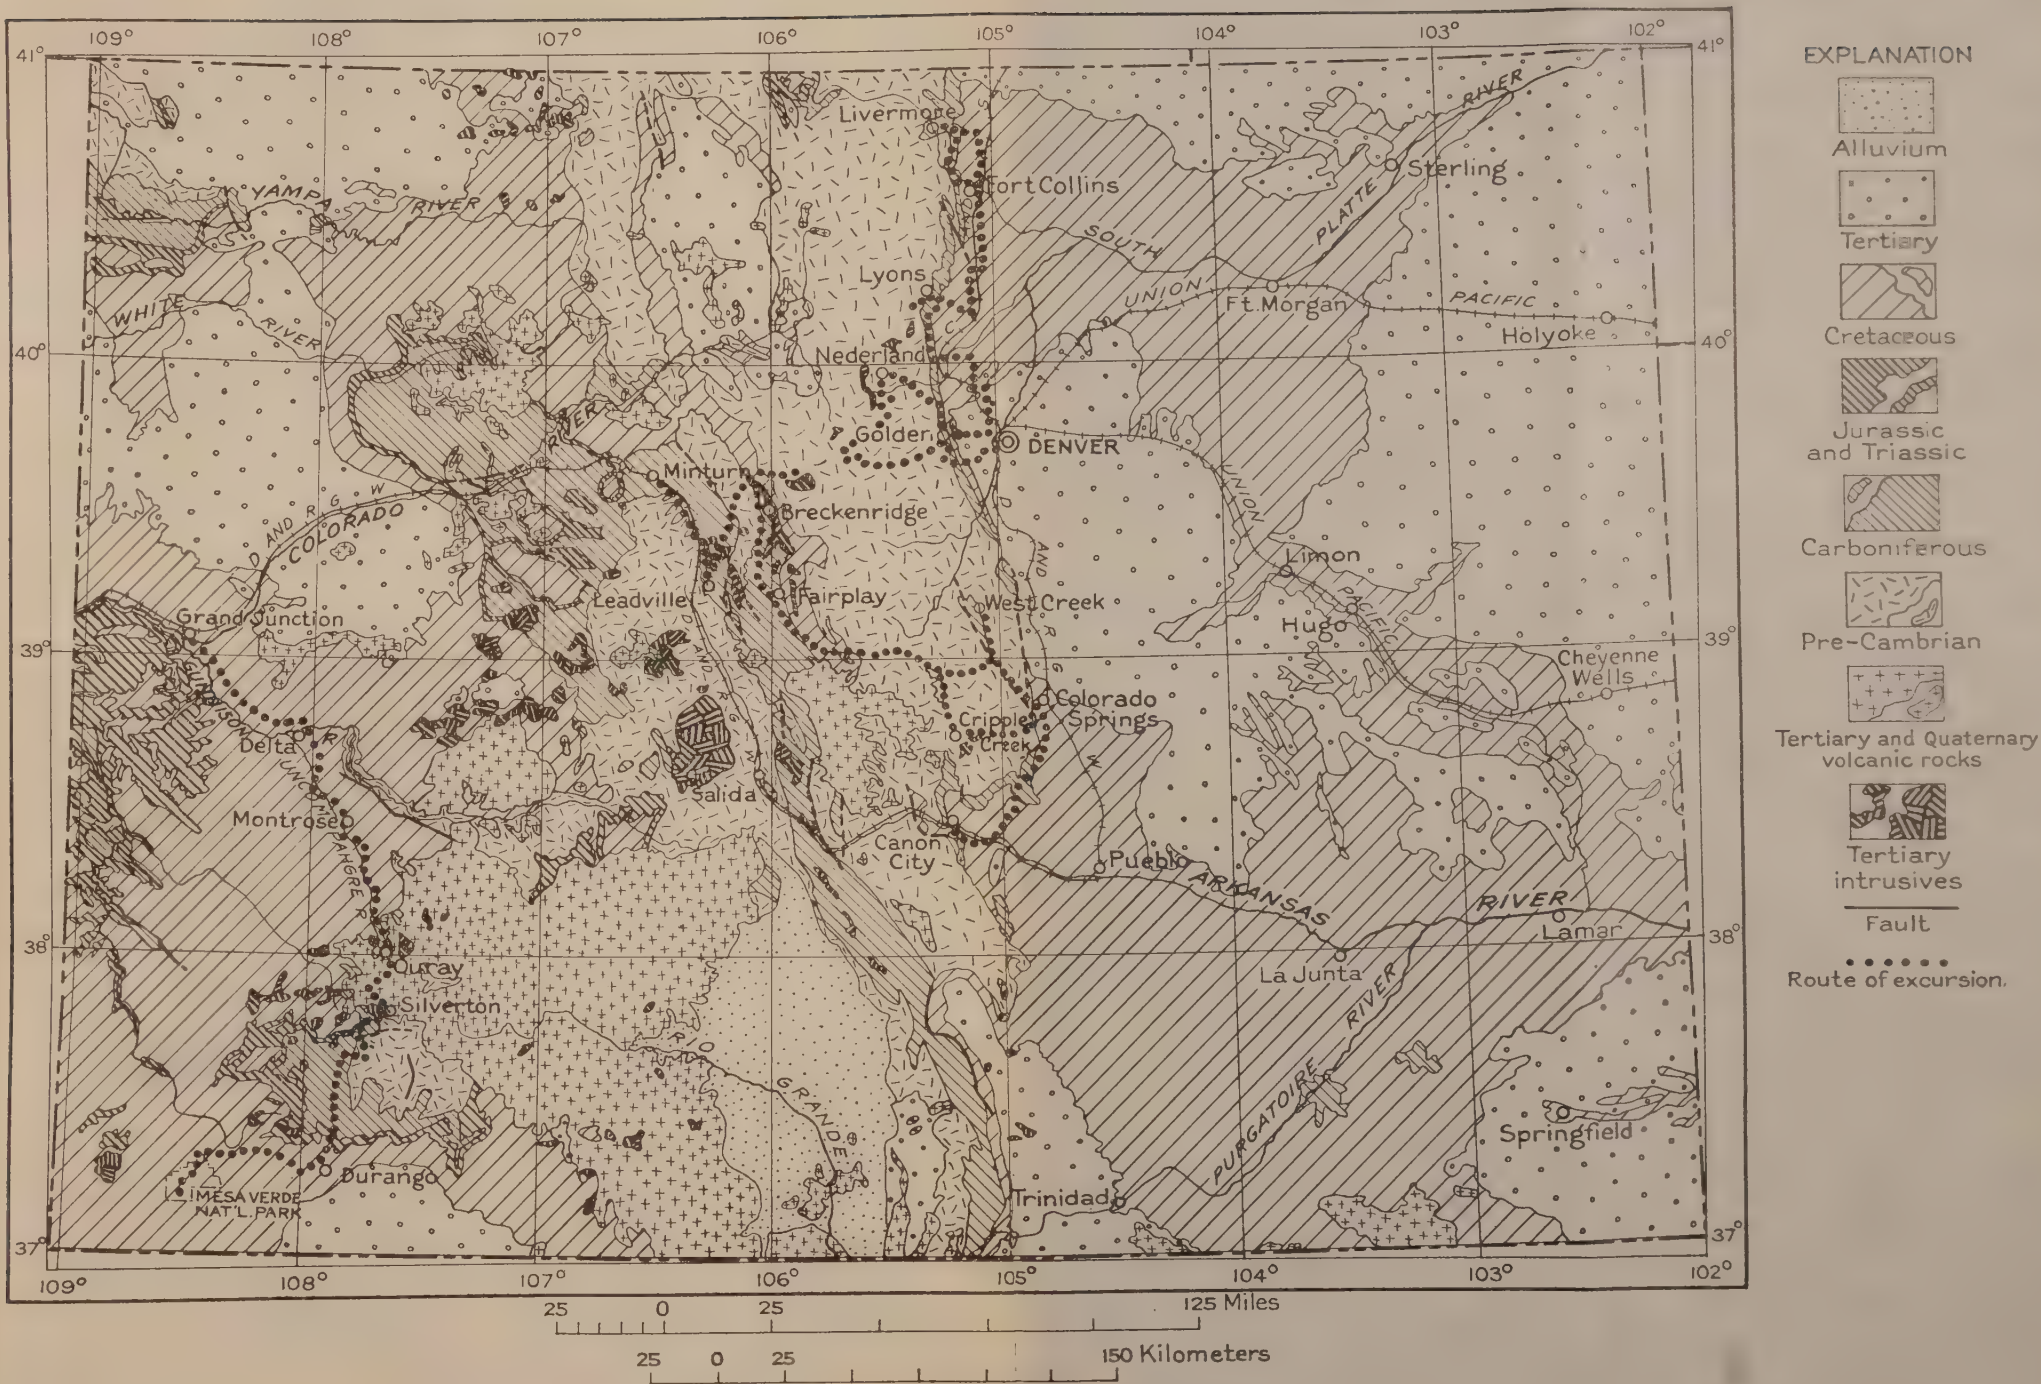 109° 108° 107° 106° 105° 104° 103° 102°
41° 41°
Livermore
RIVER
Sterling
Fort Collins
YAMPA RIVER
PLATTE
SOUTH
Lyons
UNION PACIFIC
Ft. Morgan
Holyoke
WHITE RIVER
40° 40°
Nederland
RIVER
Golden
DENVER
Minturn
D AND R G W
COLORADO
Breckenridge
UNION
AND
Limon
Leadville
Fairplay
West Creek
PACIFIC
Grand Junction
Hugo
39° 39°
AND R G W
R G
Cheyenne
Wells
GUNNISON R
Colorado
Springs
Cripple
Creek
Delta
W
Salida
UNCOMPAHGRE R
Montrose
Canon
City
Pueblo
ARKANSAS RIVER
Lamar
38° 38°
Ouray
La Junta
Silverton
RIVER
RIO
GRANDE
PURGATOIRE
Springfield
Durango
MESA VERDE
NAT'L. PARK
Trinidad
37° 37°
109° 108° 107° 106° 105° 104° 103° 102°
25 0 25 125 Miles
25 0 25 150 Kilometers
EXPLANATION
Alluvium
Tertiary
Cretaceous
Jurassic
and Triassic
Carboniferous
Pre-Cambrian
Tertiary and Quaternary
volcanic rocks
Tertiary
intrusives
Fault
Route of excursion.